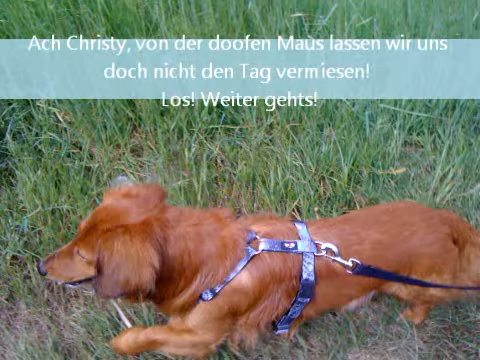 Ach Christy, von der doofen Maus lassen wir uns
doch nicht den Tag vermiesen!
Los! Weiter gehts!